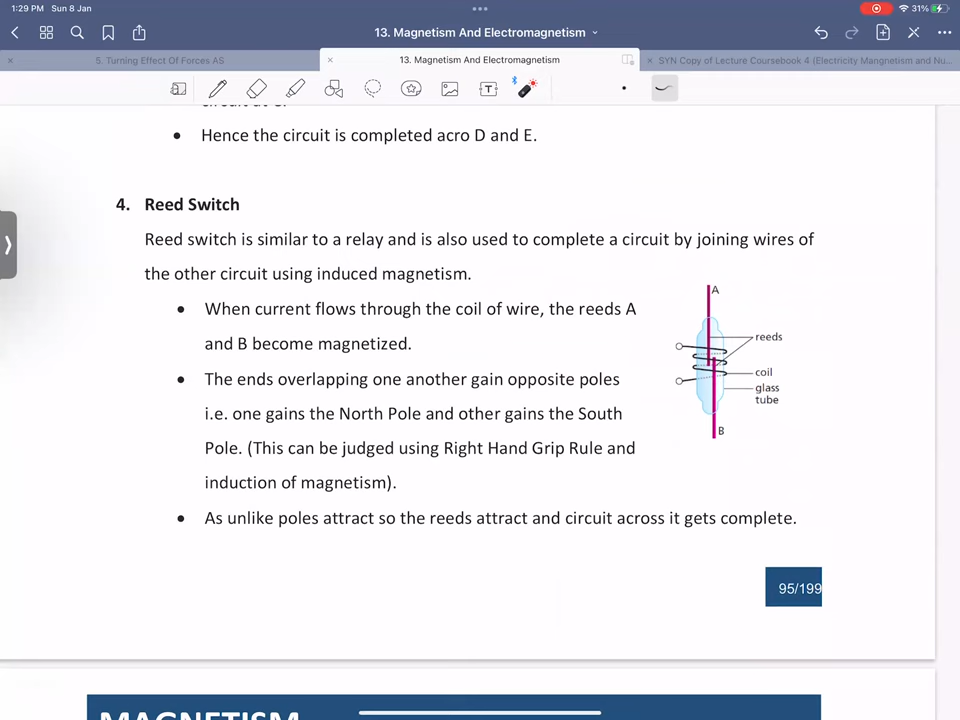 1:29 PM Sun 8 Jan
31%
13. Magnetism And Electromagnetism
5. Turning Effect Of Forces AS
13. Magnetism And Electromagnetism
SYN Copy of Lecture Coursebook 4 (Electricity Mangnetism and Nu...
• Hence the circuit is completed acro D and E.
4. Reed Switch
Reed switch is similar to a relay and is also used to complete a circuit by joining wires of
the other circuit using induced magnetism.
• When current flows through the coil of wire, the reeds A
and B become magnetized.
• The ends overlapping one another gain opposite poles
i.e. one gains the North Pole and other gains the South
Pole. (This can be judged using Right Hand Grip Rule and
induction of magnetism).
• As unlike poles attract so the reeds attract and circuit across it gets complete.
A
reeds
coil
glass
tube
B
95/199
MAGNETISM